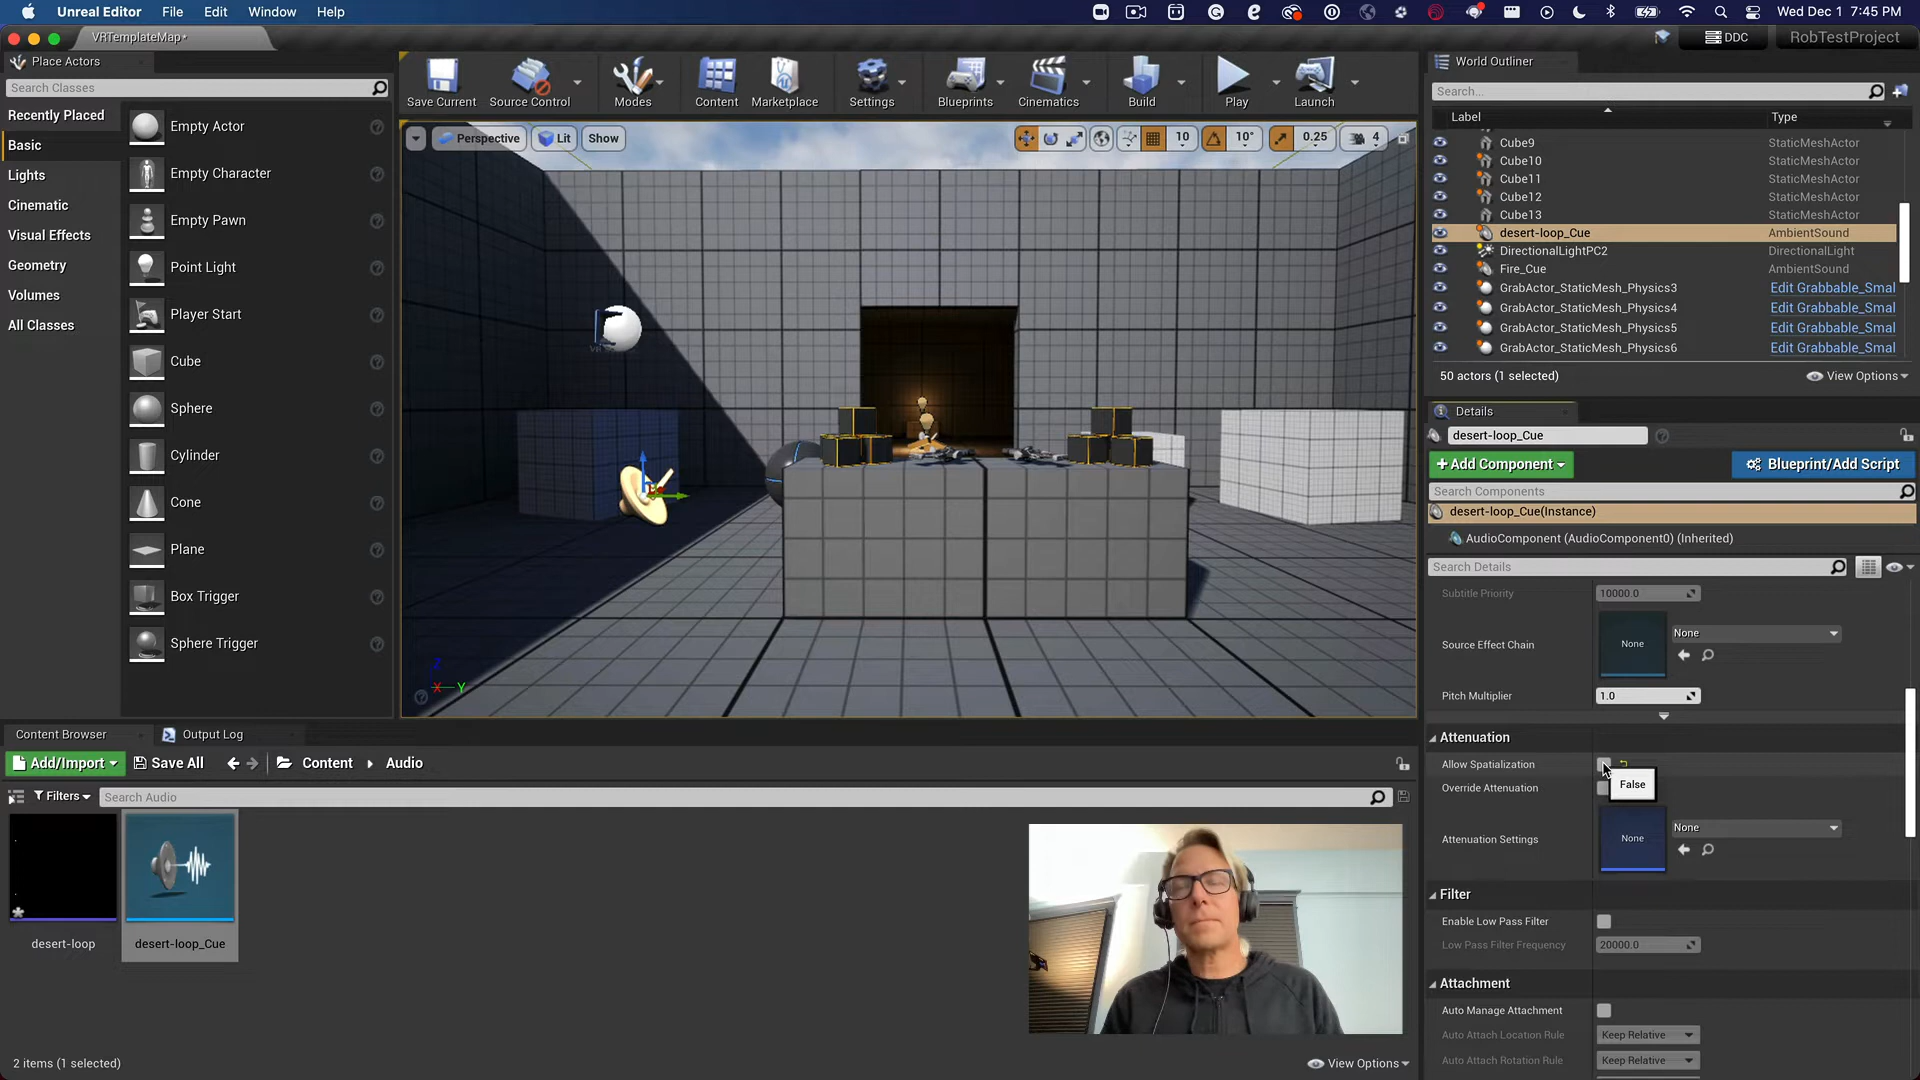 Unreal Editor File Edit Window Help
Wed Dec 1 7:45 PM
VRTemplateMap*
DDC
RobTestProject
Place Actors
Search Classes
Recently Placed
Basic
Lights
Cinematic
Visual Effects
Geometry
Volumes
All Classes
Empty Actor
Empty Character
Empty Pawn
Point Light
Player Start
Cube
Sphere
Cylinder
Cone
Plane
Box Trigger
Sphere Trigger
Save Current Source Control Modes Content Marketplace Settings Blueprints Cinematics Build Play Launch
Perspective Lit Show
10 10° 0.25 4
Z
X Y
World Outliner
Search...
Label Type
Cube9 StaticMeshActor
Cube10 StaticMeshActor
Cube11 StaticMeshActor
Cube12 StaticMeshActor
Cube13 StaticMeshActor
desert-loop_Cue AmbientSound
DirectionalLightPC2 DirectionalLight
Fire_Cue AmbientSound
GrabActor_StaticMesh_Physics3 Edit Grabbable_Smal
GrabActor_StaticMesh_Physics4 Edit Grabbable_Smal
GrabActor_StaticMesh_Physics5 Edit Grabbable_Smal
GrabActor_StaticMesh_Physics6 Edit Grabbable_Smal
50 actors (1 selected) View Options
Details
desert-loop_Cue
+ Add Component Blueprint/Add Script
Search Components
desert-loop_Cue(Instance)
AudioComponent (AudioComponent0) (Inherited)
Search Details
Subtitle Priority 10000.0
Source Effect Chain None None
Pitch Multiplier 1.0
Attenuation
Allow Spatialization
False
Override Attenuation
Attenuation Settings None None
Filter
Enable Low Pass Filter
Low Pass Filter Frequency 20000.0
Attachment
Auto Manage Attachment
Auto Attach Location Rule Keep Relative
Auto Attach Rotation Rule Keep Relative
Content Browser Output Log
Add/Import Save All Content Audio
Filters Search Audio
desert-loop desert-loop_Cue
2 items (1 selected) View Options